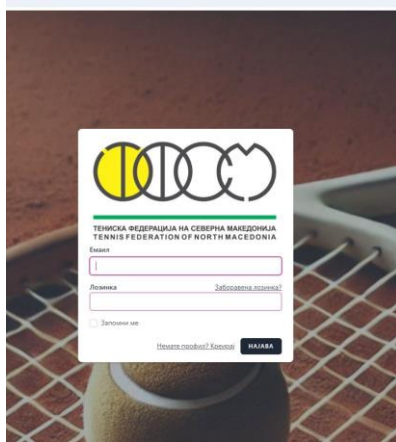 ТЕНИСКА ФЕДЕРАЦИЈА НА СЕВЕРНА МАКЕДОНИЈА
TENNIS FEDERATION OF NORTH MACEDONIA
Емаил
Лозинка Заборавена лозинка?
Запомни ме
Немате профил? Креирај НАЈАВА